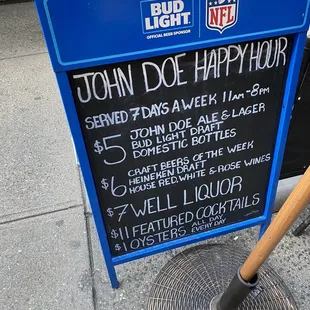 BUD
LIGHT
OFFICIAL BEER SPONSOR
NFL
JOHN DOE HAPPY HOUR
SERVED 7 DAYS A WEEK 11AM-8PM
$5 JOHN DOE ALE & LAGER
BUD LIGHT DRAFT
DOMESTIC BOTTLES
$6 CRAFT BEERS OF THE WEEK
HEINEKEN DRAFT
HOUSE RED, WHITE & ROSE WINES
$7 WELL LIQUOR
$11 FEATURED COCKTAILS
$1 OYSTERS ALL DAY
EVERY DAY